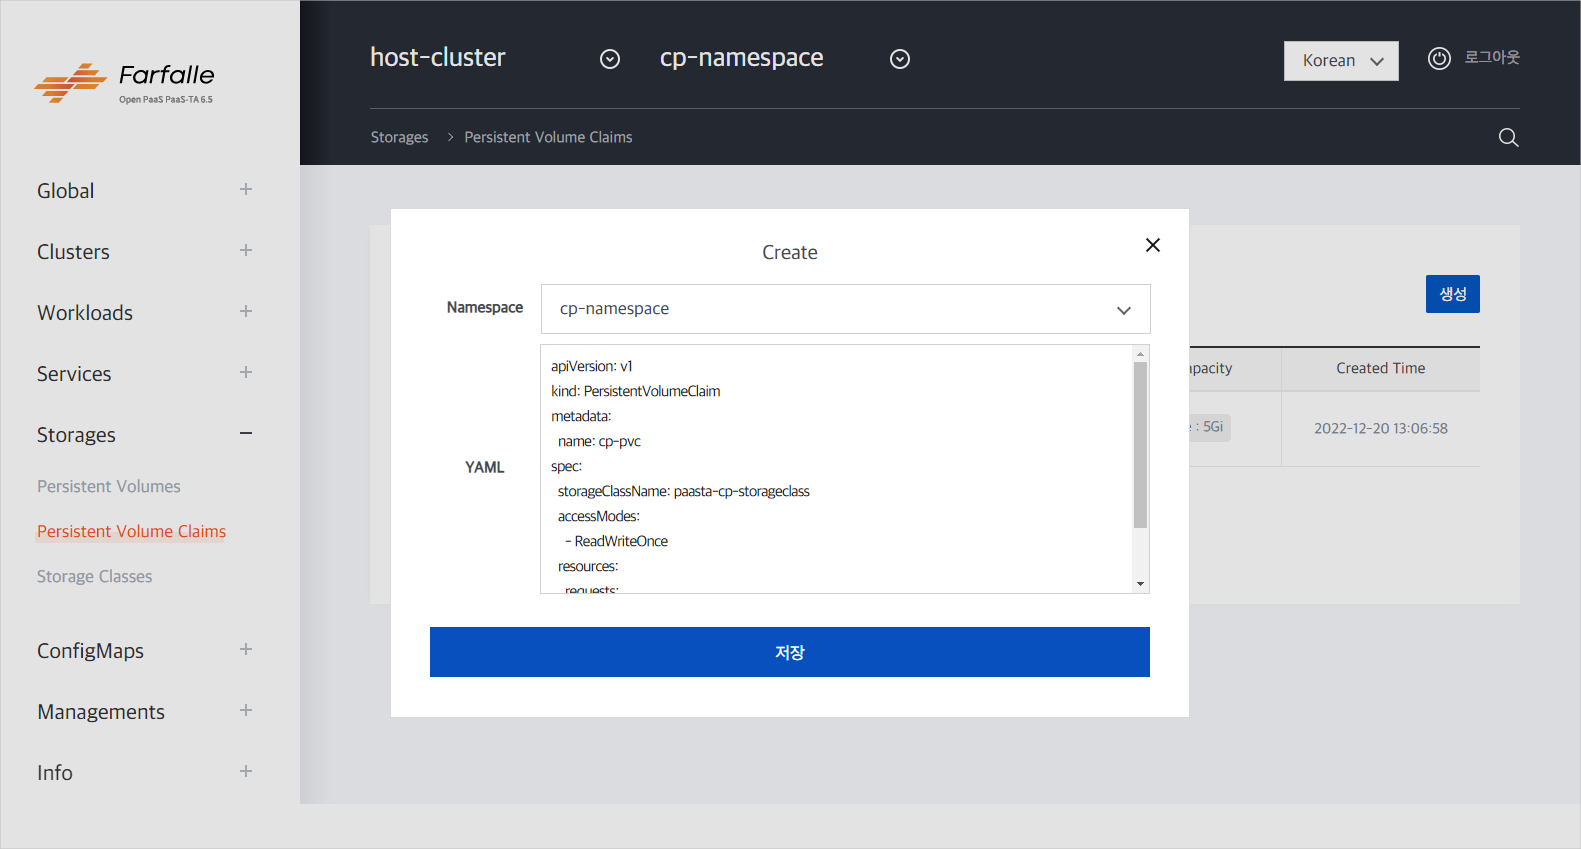 Farfalle
Open PaaS PaaS-TA 6.5
host-cluster
cp-namespace
Korean
로그아웃
Storages > Persistent Volume Claims
Global
Clusters
Workloads
Services
Storages
Persistent Volumes
Persistent Volume Claims
Storage Classes
ConfigMaps
Managements
Info
Create
Namespace
cp-namespace
YAML
apiVersion: v1
kind: PersistentVolumeClaim
metadata:
  name: cp-pvc
spec:
  storageClassName: paasta-cp-storageclass
  accessModes:
    - ReadWriteOnce
  resources:
    requests:
저장
생성
pacity
Created Time
: 5Gi
2022-12-20 13:06:58